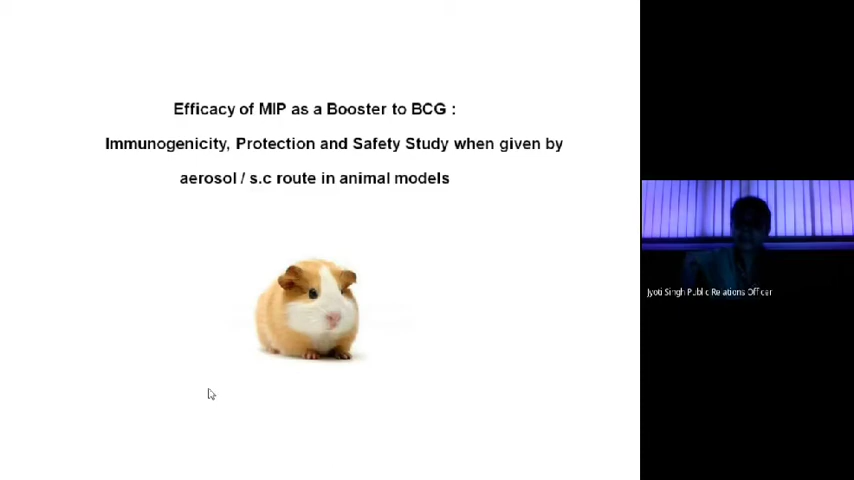 Efficacy of MIP as a Booster to BCG :
Immunogenicity, Protection and Safety Study when given by
aerosol / s.c route in animal models
Jyoti Singh Public Relations Officer